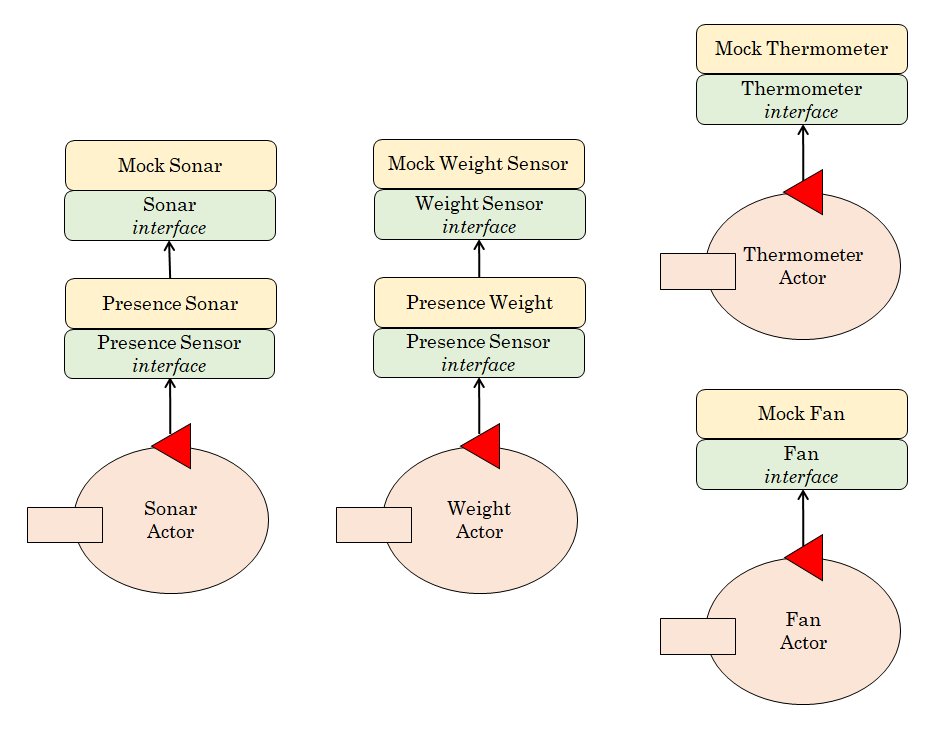 Mock Thermometer
Thermometer
interface
Mock Sonar
Sonar
interface
Mock Weight Sensor
Weight Sensor
interface
Thermometer
Actor
Presence Sonar
Presence Sensor
interface
Presence Weight
Presence Sensor
interface
Mock Fan
Fan
interface
Sonar
Actor
Weight
Actor
Fan
Actor